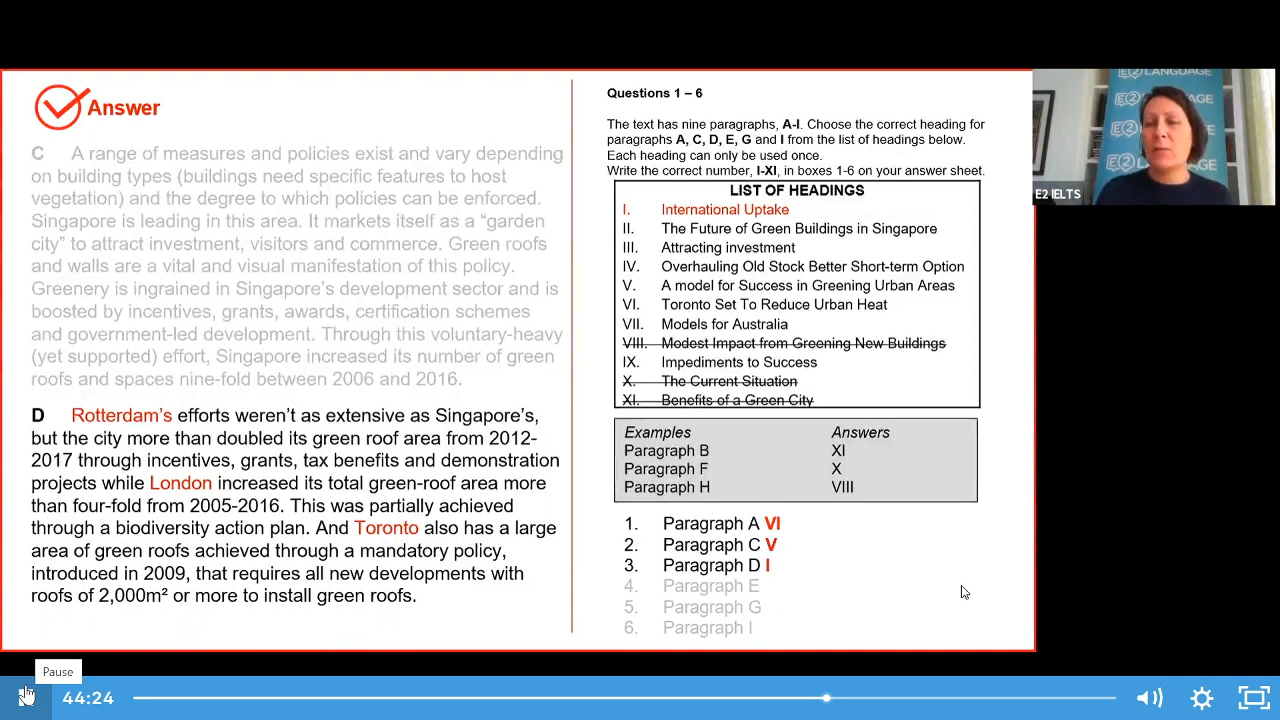 Answer
C A range of measures and policies exist and vary depending
on building types (buildings need specific features to host
vegetation) and the degree to which policies can be enforced.
Singapore is leading in this area. It markets itself as a “garden
city” to attract investment, visitors and commerce. Green roofs
and walls are a vital and visual manifestation of this policy.
Greenery is ingrained in Singapore’s development sector and is
boosted by incentives, grants, awards, certification schemes
and government-led development. Through this voluntary-heavy
(yet supported) effort, Singapore increased its number of green
roofs and spaces nine-fold between 2006 and 2016.
D Rotterdam’s efforts weren’t as extensive as Singapore’s,
but the city more than doubled its green roof area from 2012-
2017 through incentives, grants, tax benefits and demonstration
projects while London increased its total green-roof area more
than four-fold from 2005-2016. This was partially achieved
through a biodiversity action plan. And Toronto also has a large
area of green roofs achieved through a mandatory policy,
introduced in 2009, that requires all new developments with
roofs of 2,000m² or more to install green roofs.
Questions 1 – 6
The text has nine paragraphs, A-I. Choose the correct heading for
paragraphs A, C, D, E, G and I from the list of headings below.
Each heading can only be used once.
Write the correct number, I-XI, in boxes 1-6 on your answer sheet.
LIST OF HEADINGS
I. International Uptake
II. The Future of Green Buildings in Singapore
III. Attracting investment
IV. Overhauling Old Stock Better Short-term Option
V. A model for Success in Greening Urban Areas
VI. Toronto Set To Reduce Urban Heat
VII. Models for Australia
VIII. Modest Impact from Greening New Buildings
IX. Impediments to Success
X. The Current Situation
XI. Benefits of a Green City
Examples Answers
Paragraph B XI
Paragraph F X
Paragraph H VIII
1. Paragraph A VI
2. Paragraph C V
3. Paragraph D I
4. Paragraph E
5. Paragraph G
6. Paragraph I
E2 LANGUAGE
E2 IELTS
Pause
44:24